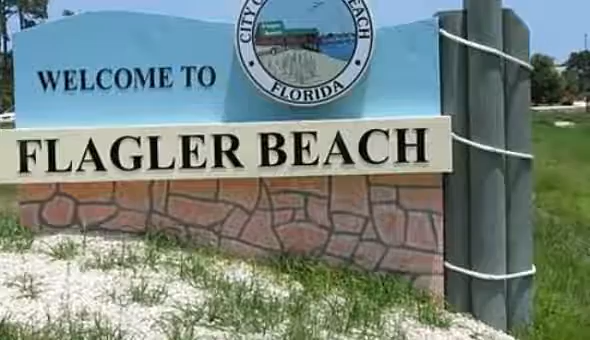 CITY O
BEACH
FLORIDA
WELCOME TO
FLAGLER BEACH